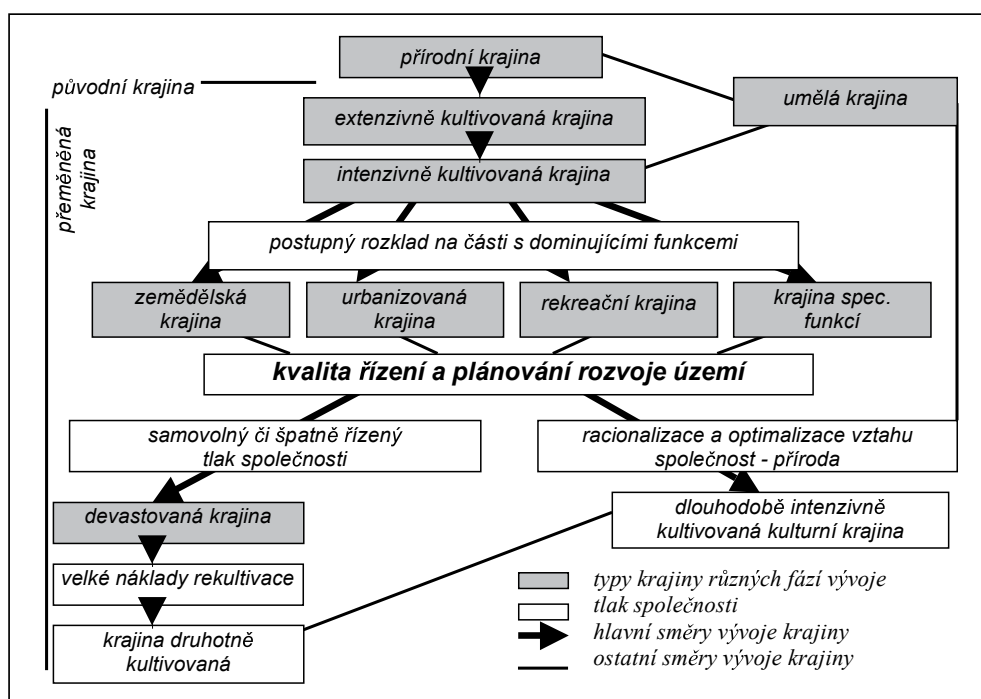 přírodní krajina
původní krajina
umělá krajina
extenzivně kultivovaná krajina
přeměněná
krajina
intenzivně kultivovaná krajina
postupný rozklad na části s dominujícími funkcemi
zemědělská
krajina
urbanizovaná
krajina
rekreační krajina
krajina spec.
funkcí
kvalita řízení a plánování rozvoje území
samovolný či špatně řízený
tlak společnosti
racionalizace a optimalizace vztahu
společnost - příroda
devastovaná krajina
dlouhodobě intenzivně
kultivovaná kulturní krajina
velké náklady rekultivace
krajina druhotně
kultivovaná
typy krajiny různých fází vývoje
tlak společnosti
hlavní směry vývoje krajiny
ostatní směry vývoje krajiny